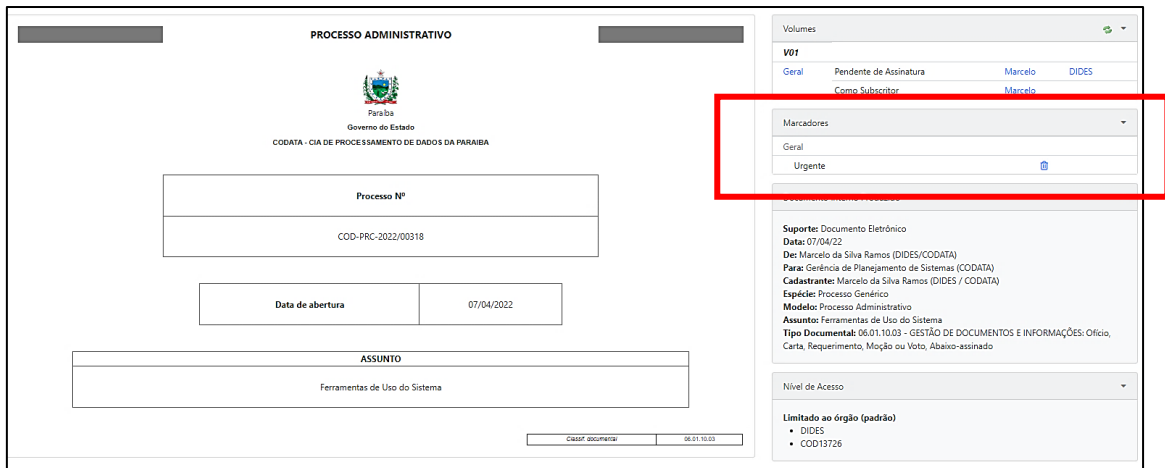 PROCESSO ADMINISTRATIVO
Paraíba
Governo do Estado
CODATA - CIA DE PROCESSAMENTO DE DADOS DA PARAIBA
Processo Nº
COD-PRC-2022/00318
Data de abertura 07/04/2022
ASSUNTO
Ferramentas de Uso do Sistema
Classif. documental 06.01.10.03
Volumes
V01
Geral Pendente de Assinatura Marcelo DIDES
Como Subscritor Marcelo
Marcadores
Geral
Urgente
Documento Interno Produzido
Suporte: Documento Eletrônico
Data: 07/04/22
De: Marcelo da Silva Ramos (DIDES/CODATA)
Para: Gerência de Planejamento de Sistemas (CODATA)
Cadastrante: Marcelo da Silva Ramos (DIDES / CODATA)
Espécie: Processo Genérico
Modelo: Processo Administrativo
Assunto: Ferramentas de Uso do Sistema
Tipo Documental: 06.01.10.03 - GESTÃO DE DOCUMENTOS E INFORMAÇÕES: Ofício,
Carta, Requerimento, Moção ou Voto, Abaixo-assinado
Nível de Acesso
Limitado ao órgão (padrão)
• DIDES
• COD13726